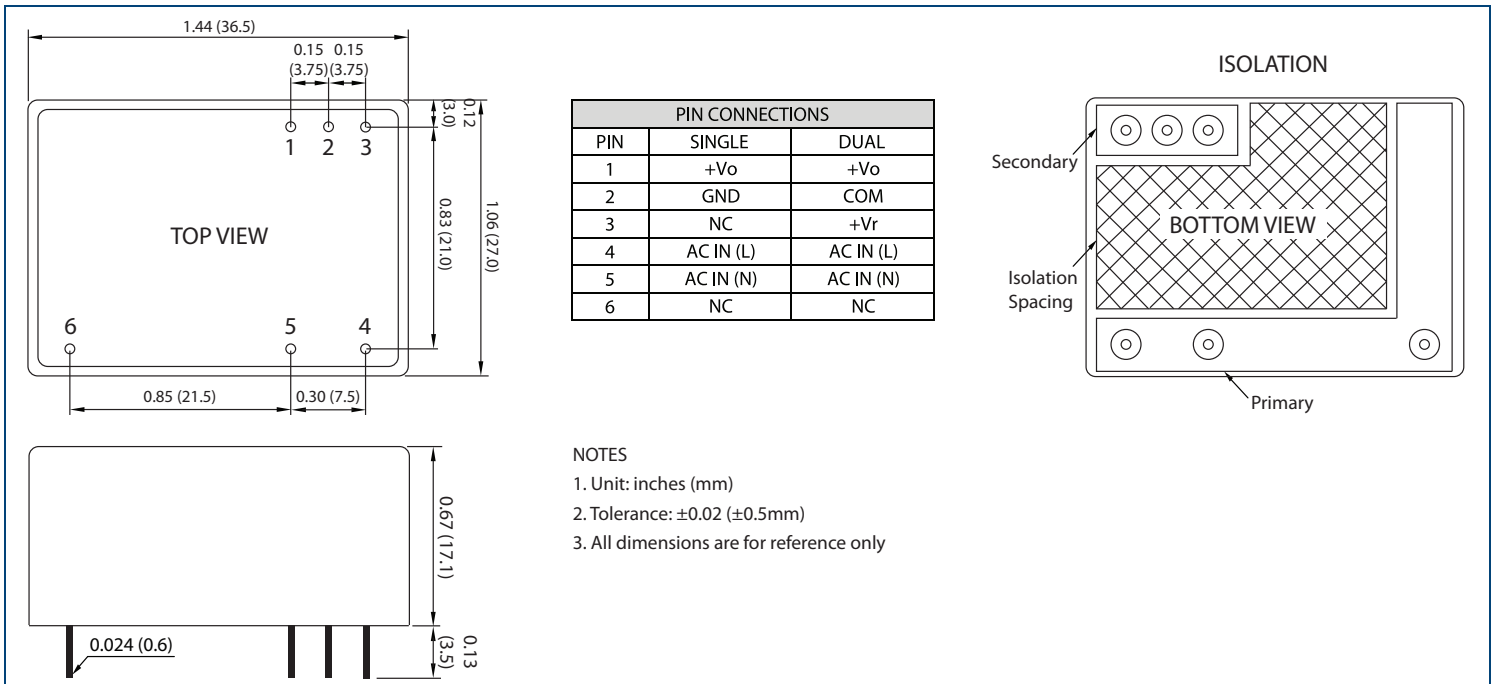 1.44 (36.5)
0.15 0.15
(3.75) (3.75)
0.12
(3.0)
1 2 3
TOP VIEW
0.83 (21.0)
1.06 (27.0)
6 5 4
0.85 (21.5) 0.30 (7.5)
0.67
(17.1)
0.024 (0.6)
0.13
(3.5)
PIN CONNECTIONS
PIN SINGLE DUAL
1 +Vo +Vo
2 GND COM
3 NC +Vr
4 AC IN (L) AC IN (L)
5 AC IN (N) AC IN (N)
6 NC NC
NOTES
1. Unit: inches (mm)
2. Tolerance: ±0.02 (±0.5mm)
3. All dimensions are for reference only
ISOLATION
Secondary
BOTTOM VIEW
Isolation
Spacing
Primary